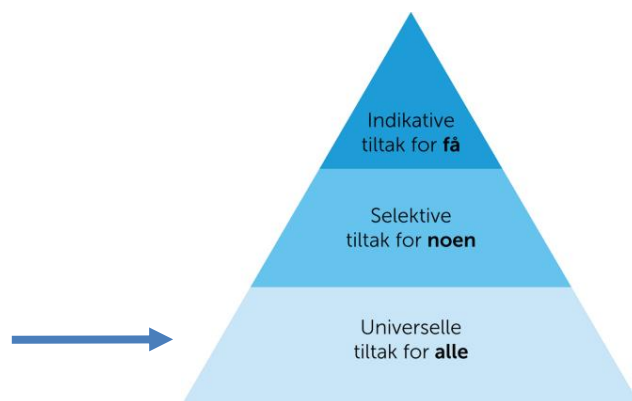 Indikative
tiltak for få
Selektive
tiltak for noen
Universelle
tiltak for alle